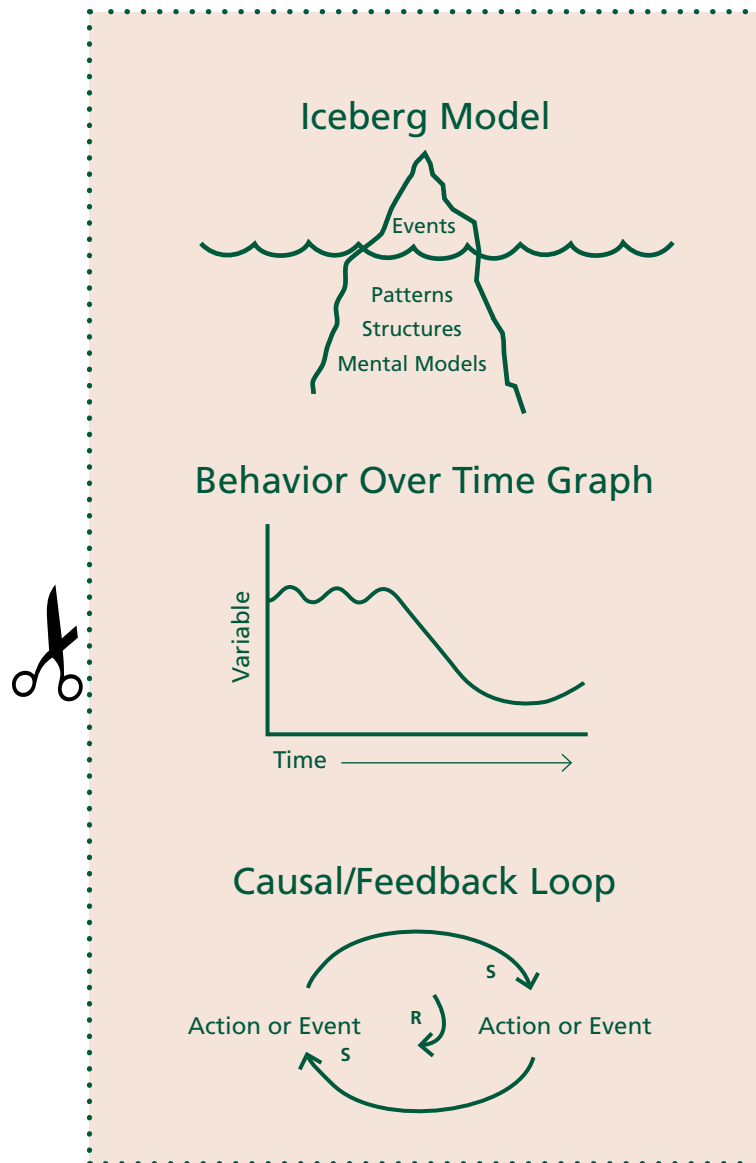 Iceberg Model
Events
Patterns
Structures
Mental Models
Behavior Over Time Graph
Variable
Time
Causal/Feedback Loop
S
Action or Event
R
Action or Event
S